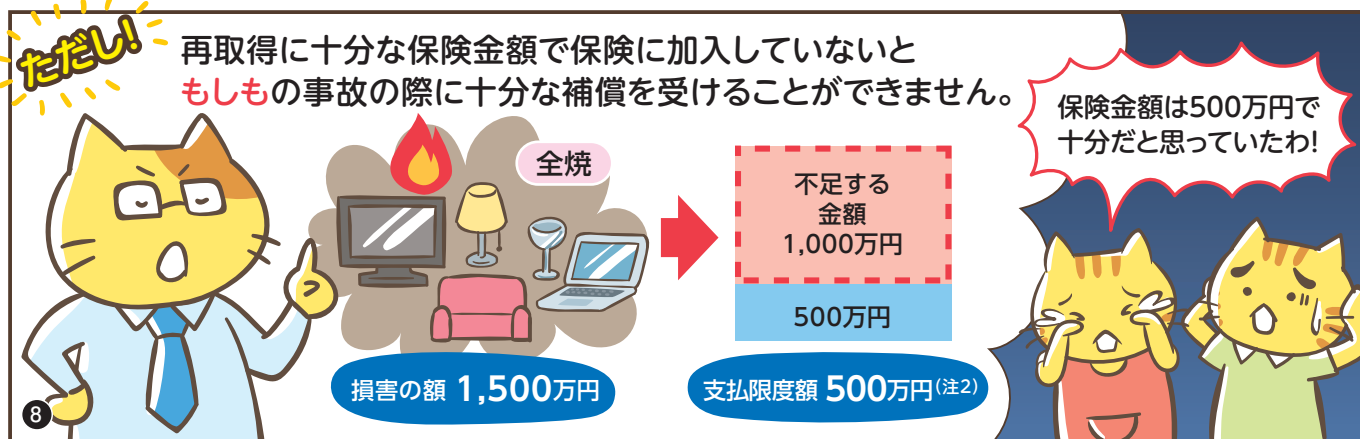 ただし!
再取得に十分な保険金額で保険に加入していないと
もしもの事故の際に十分な補償を受けることができません。
保険金額は500万円で
十分だと思っていたわ!
全焼
不足する
金額
1,000万円
500万円
損害の額 1,500万円
支払限度額 500万円(注2)
8